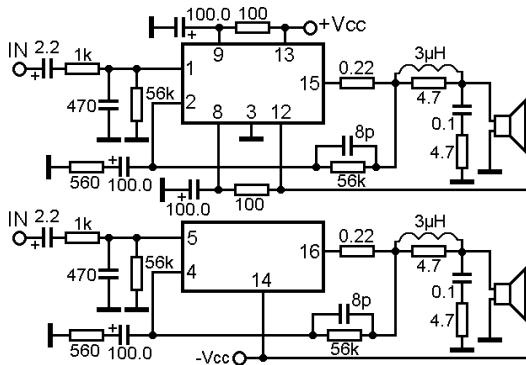 100.0 100 +Vcc
+
IN 2.2 1k 9 13 3µH
+ 1 15 0.22
470 56k 2 4.7
8 3 12 0.1
8p
+ 4.7
560 100.0 56k
+
100.0 100
IN 2.2 1k 3µH
+ 5 16 0.22
470 56k 4 4.7
14 0.1
8p
+ 4.7
560 100.0 56k
-Vcc